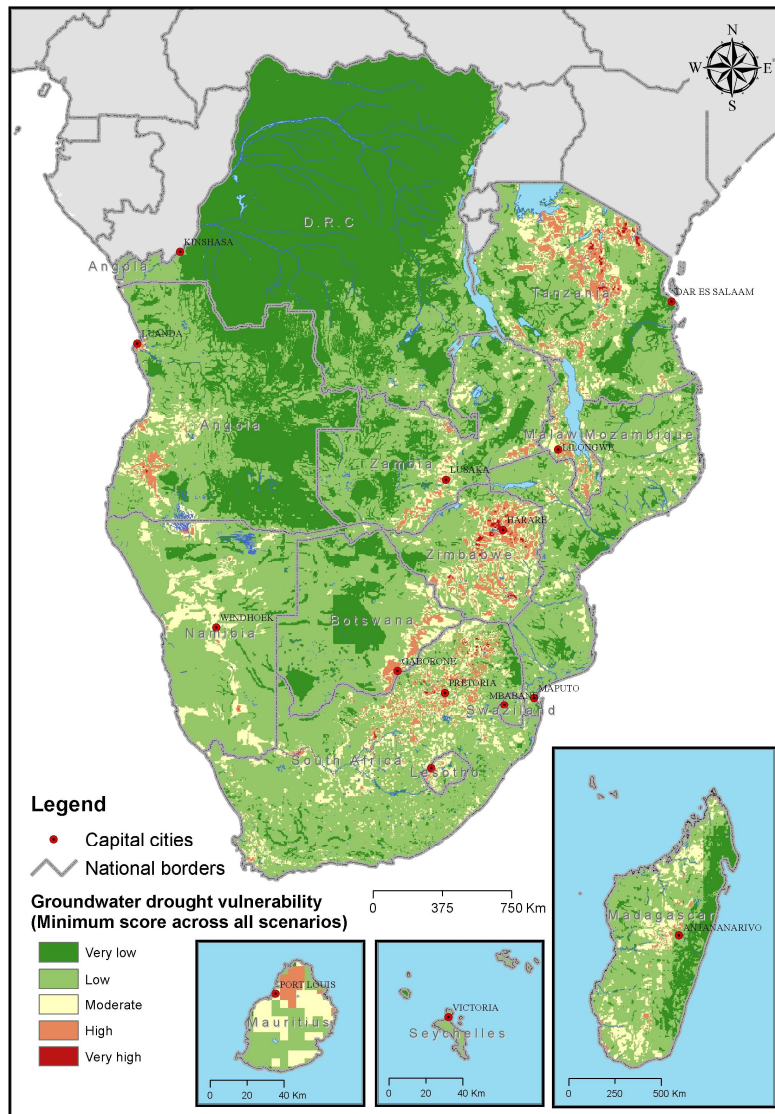 N
W E
S
D.R.C
KINSHASA
Angola
DAR ES SALAAM
Tanzania
LUANDA
Angola
Malawi
Mozambique
LILONGWE
Zambia
LUSAKA
HARARE
Zimbabwe
Botswana
WINDHOEK
Namibia
GABORONE
PRETORIA
MBABANE
MAPUTO
Swaziland
South Africa
Lesotho
Legend
Capital cities
National borders
Groundwater drought vulnerability
(Minimum score across all scenarios)
Very low
Low
Moderate
High
Very high
0 375 750 Km
PORT LOUIS
Mauritius
0 20 40 Km
VICTORIA
Seychelles
0 20 40 Km
Madagascar
ANTANANARIVO
0 250 500 Km